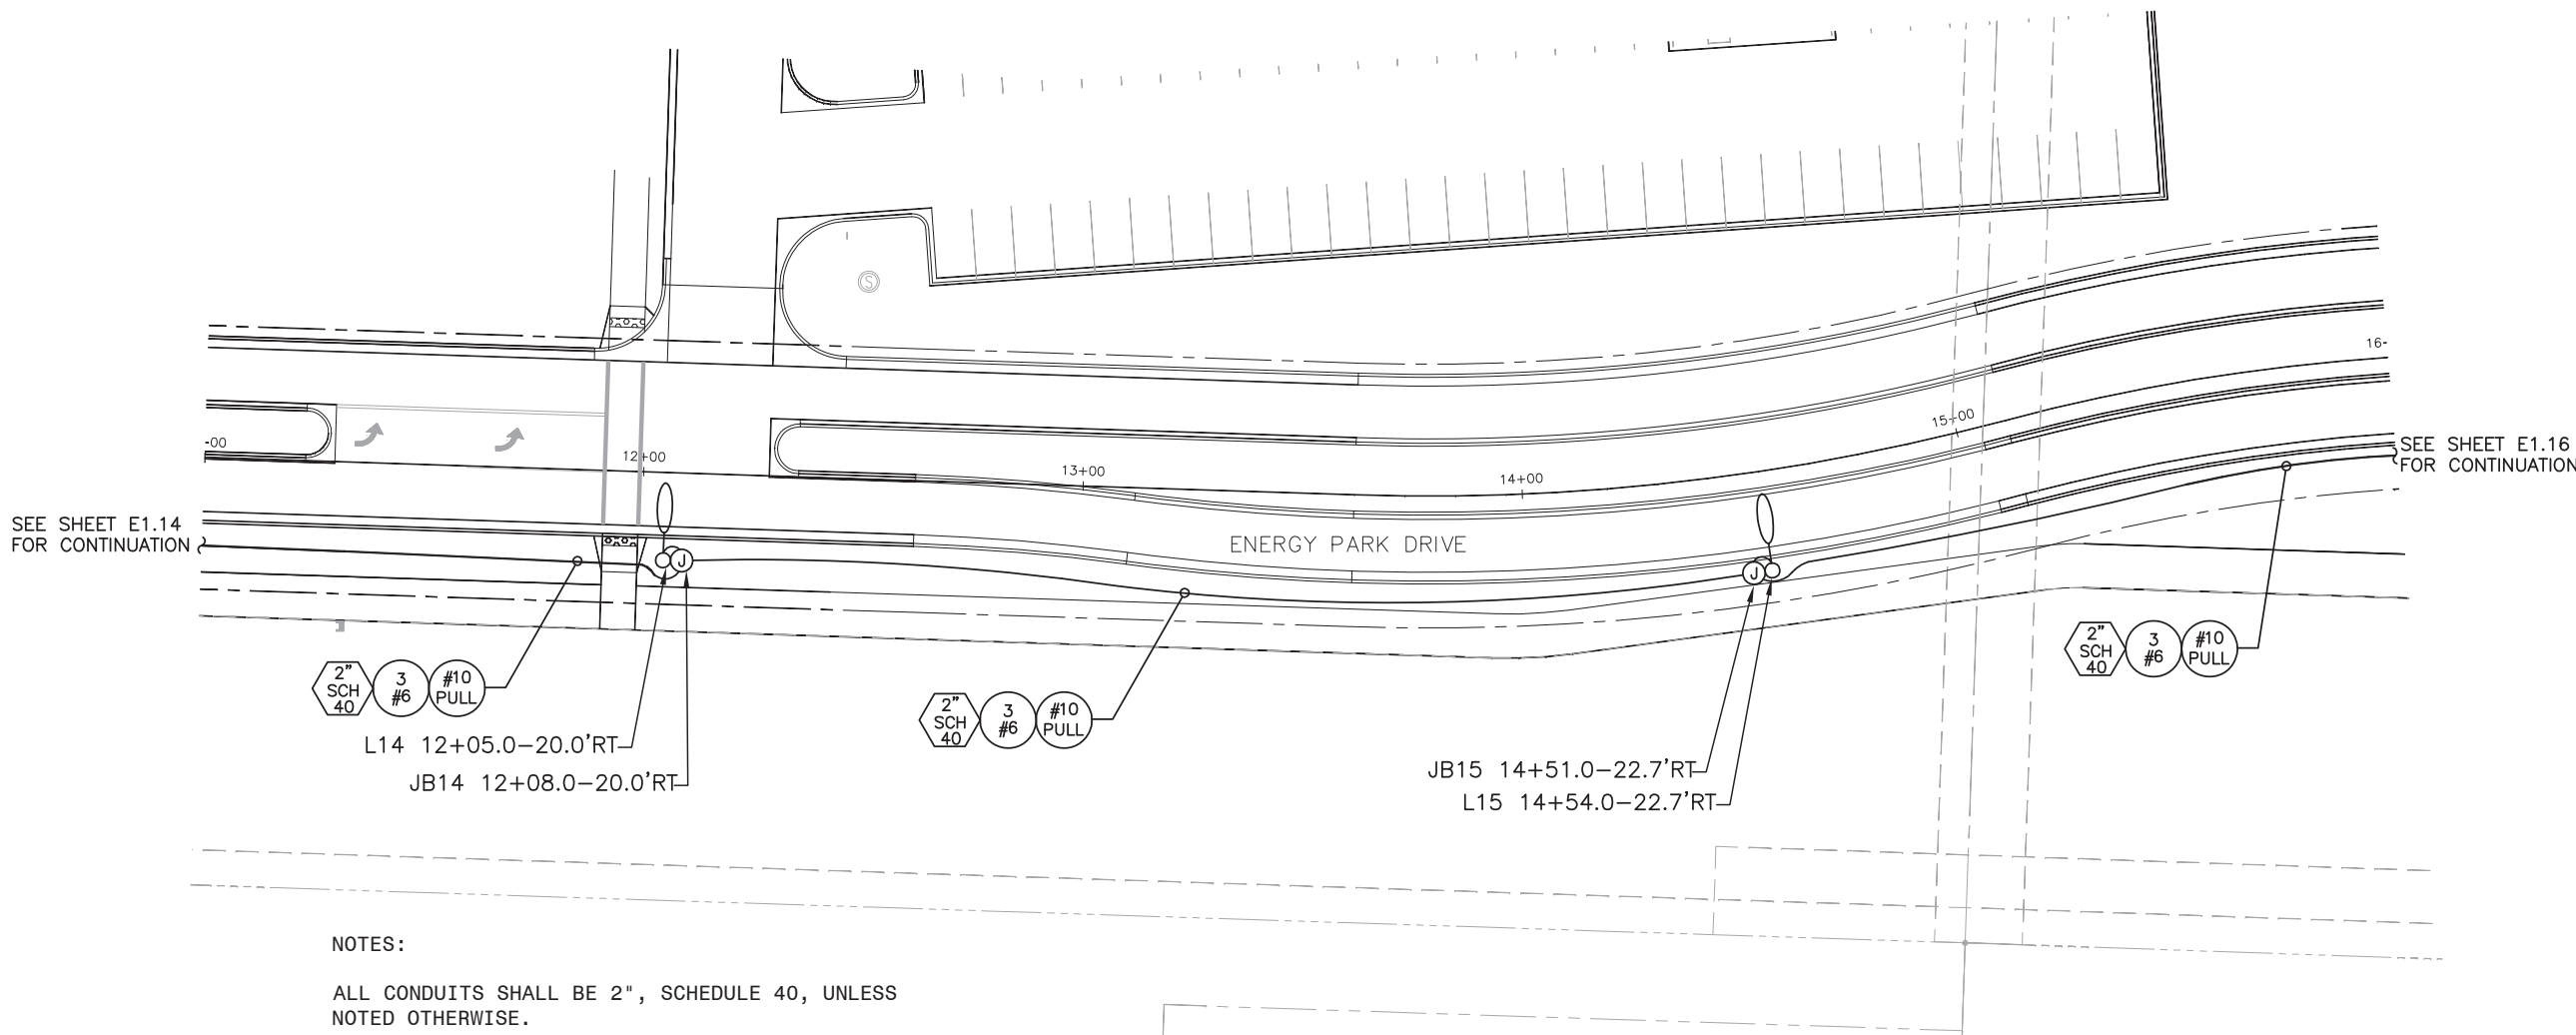 S
16-
-00
12+00
13+00
14+00
15+00
SEE SHEET E1.16
FOR CONTINUATION
SEE SHEET E1.14
FOR CONTINUATION
ENERGY PARK DRIVE
J
J
2"
SCH
40
3
#6
#10
PULL
2"
SCH
40
3
#6
#10
PULL
2"
SCH
40
3
#6
#10
PULL
L14 12+05.0-20.0'RT
JB14 12+08.0-20.0'RT
JB15 14+51.0-22.7'RT
L15 14+54.0-22.7'RT
NOTES:
ALL CONDUITS SHALL BE 2", SCHEDULE 40, UNLESS
NOTED OTHERWISE.